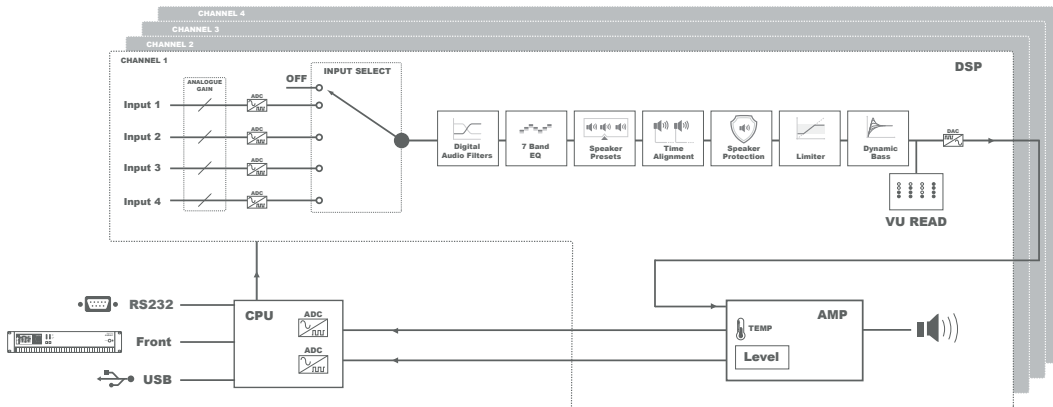 CHANNEL 4
CHANNEL 3
CHANNEL 2
CHANNEL 1
DSP
ANALOGUE
GAIN
INPUT SELECT
OFF
Input 1
ADC
Input 2
ADC
Input 3
ADC
Input 4
ADC
Digital
Audio Filters
7 Band
EQ
Speaker
Presets
Time
Alignment
Speaker
Protection
Limiter
Dynamic
Bass
DAC
VU READ
RS232
Front
USB
CPU
ADC
ADC
AMP
TEMP
Level